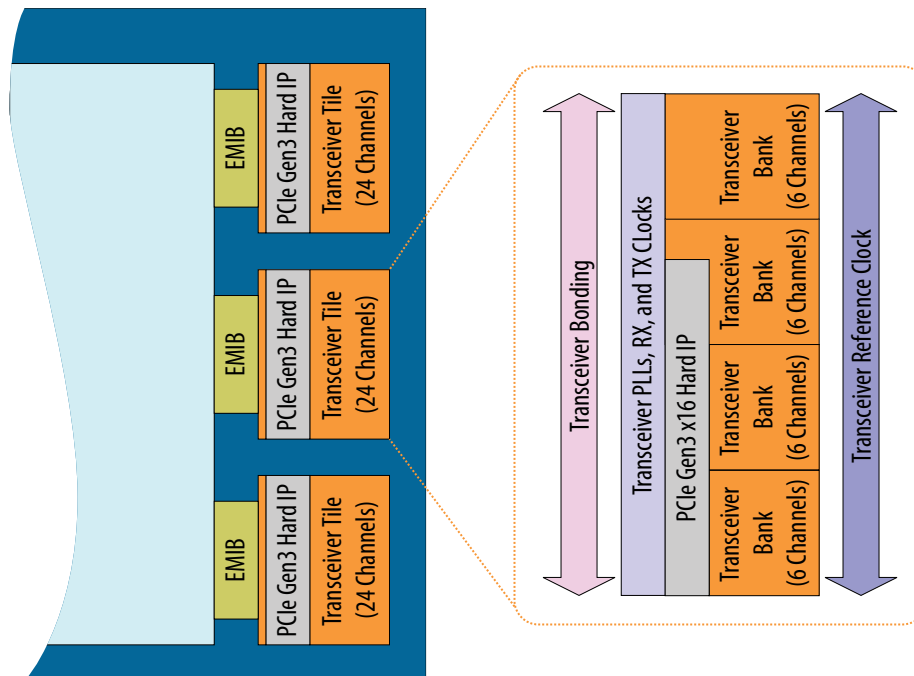 EMIB
PCIe Gen3 Hard IP
Transceiver Tile
(24 Channels)
EMIB
PCIe Gen3 Hard IP
Transceiver Tile
(24 Channels)
EMIB
PCIe Gen3 Hard IP
Transceiver Tile
(24 Channels)
Transceiver Bonding
Transceiver PLLs, RX, and TX CLocks
PCIe Gen3 x16 Hard IP
Transceiver
Bank
(6 Channels)
Transceiver
Bank
(6 Channels)
Transceiver
Bank
(6 Channels)
Transceiver
Bank
(6 Channels)
Transceiver Reference Clock